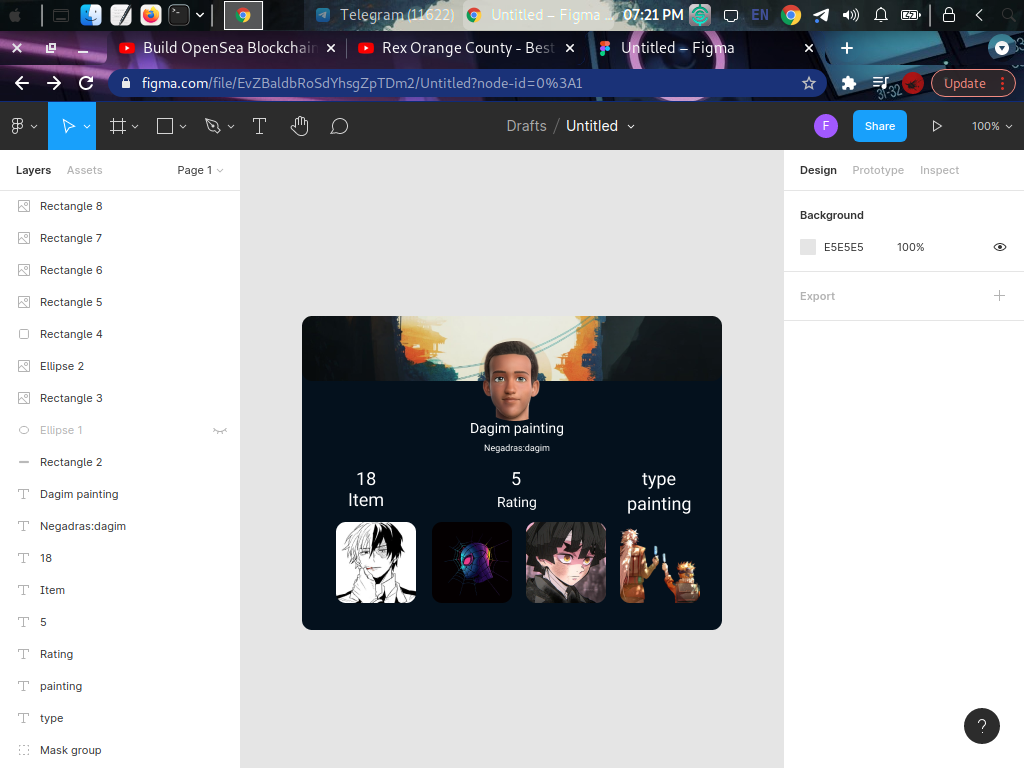 Telegram (11622)
Untitled – Figma ...
07:21 PM
EN
Build OpenSea Blockchain
Rex Orange County - Best
Untitled – Figma
figma.com/file/EvZBaldbRoSdYhsgZpTDm2/Untitled?node-id=0%3A1
Update
31-32
Drafts / Untitled
F
Share
100%
Layers
Assets
Page 1
Rectangle 8
Rectangle 7
Rectangle 6
Rectangle 5
Rectangle 4
Ellipse 2
Rectangle 3
Ellipse 1
Rectangle 2
Dagim painting
Negadras:dagim
18
Item
5
Rating
painting
type
Mask group
Dagim painting
Negadras:dagim
18
Item
5
Rating
type
painting
Design
Prototype
Inspect
Background
E5E5E5
100%
Export
?